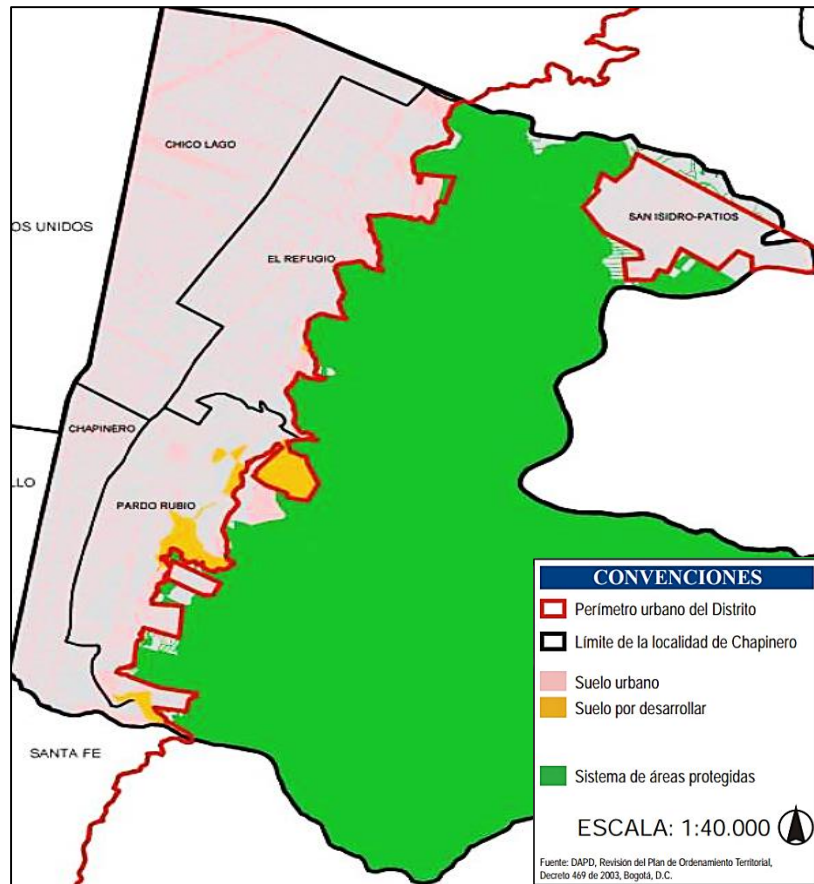 CHICO LAGO
OS UNIDOS
SAN ISIDRO-PATIOS
EL REFUGIO
CHAPINERO
LLO
PARDO RUBIO
SANTA FE
CONVENCIONES
Perímetro urbano del Distrito
Límite de la localidad de Chapinero
Suelo urbano
Suelo por desarrollar
Sistema de áreas protegidas
ESCALA: 1:40.000
Fuente: DAPD, Revisión del Plan de Ordenamiento Territorial,
Decreto 469 de 2003, Bogotá, D.C.